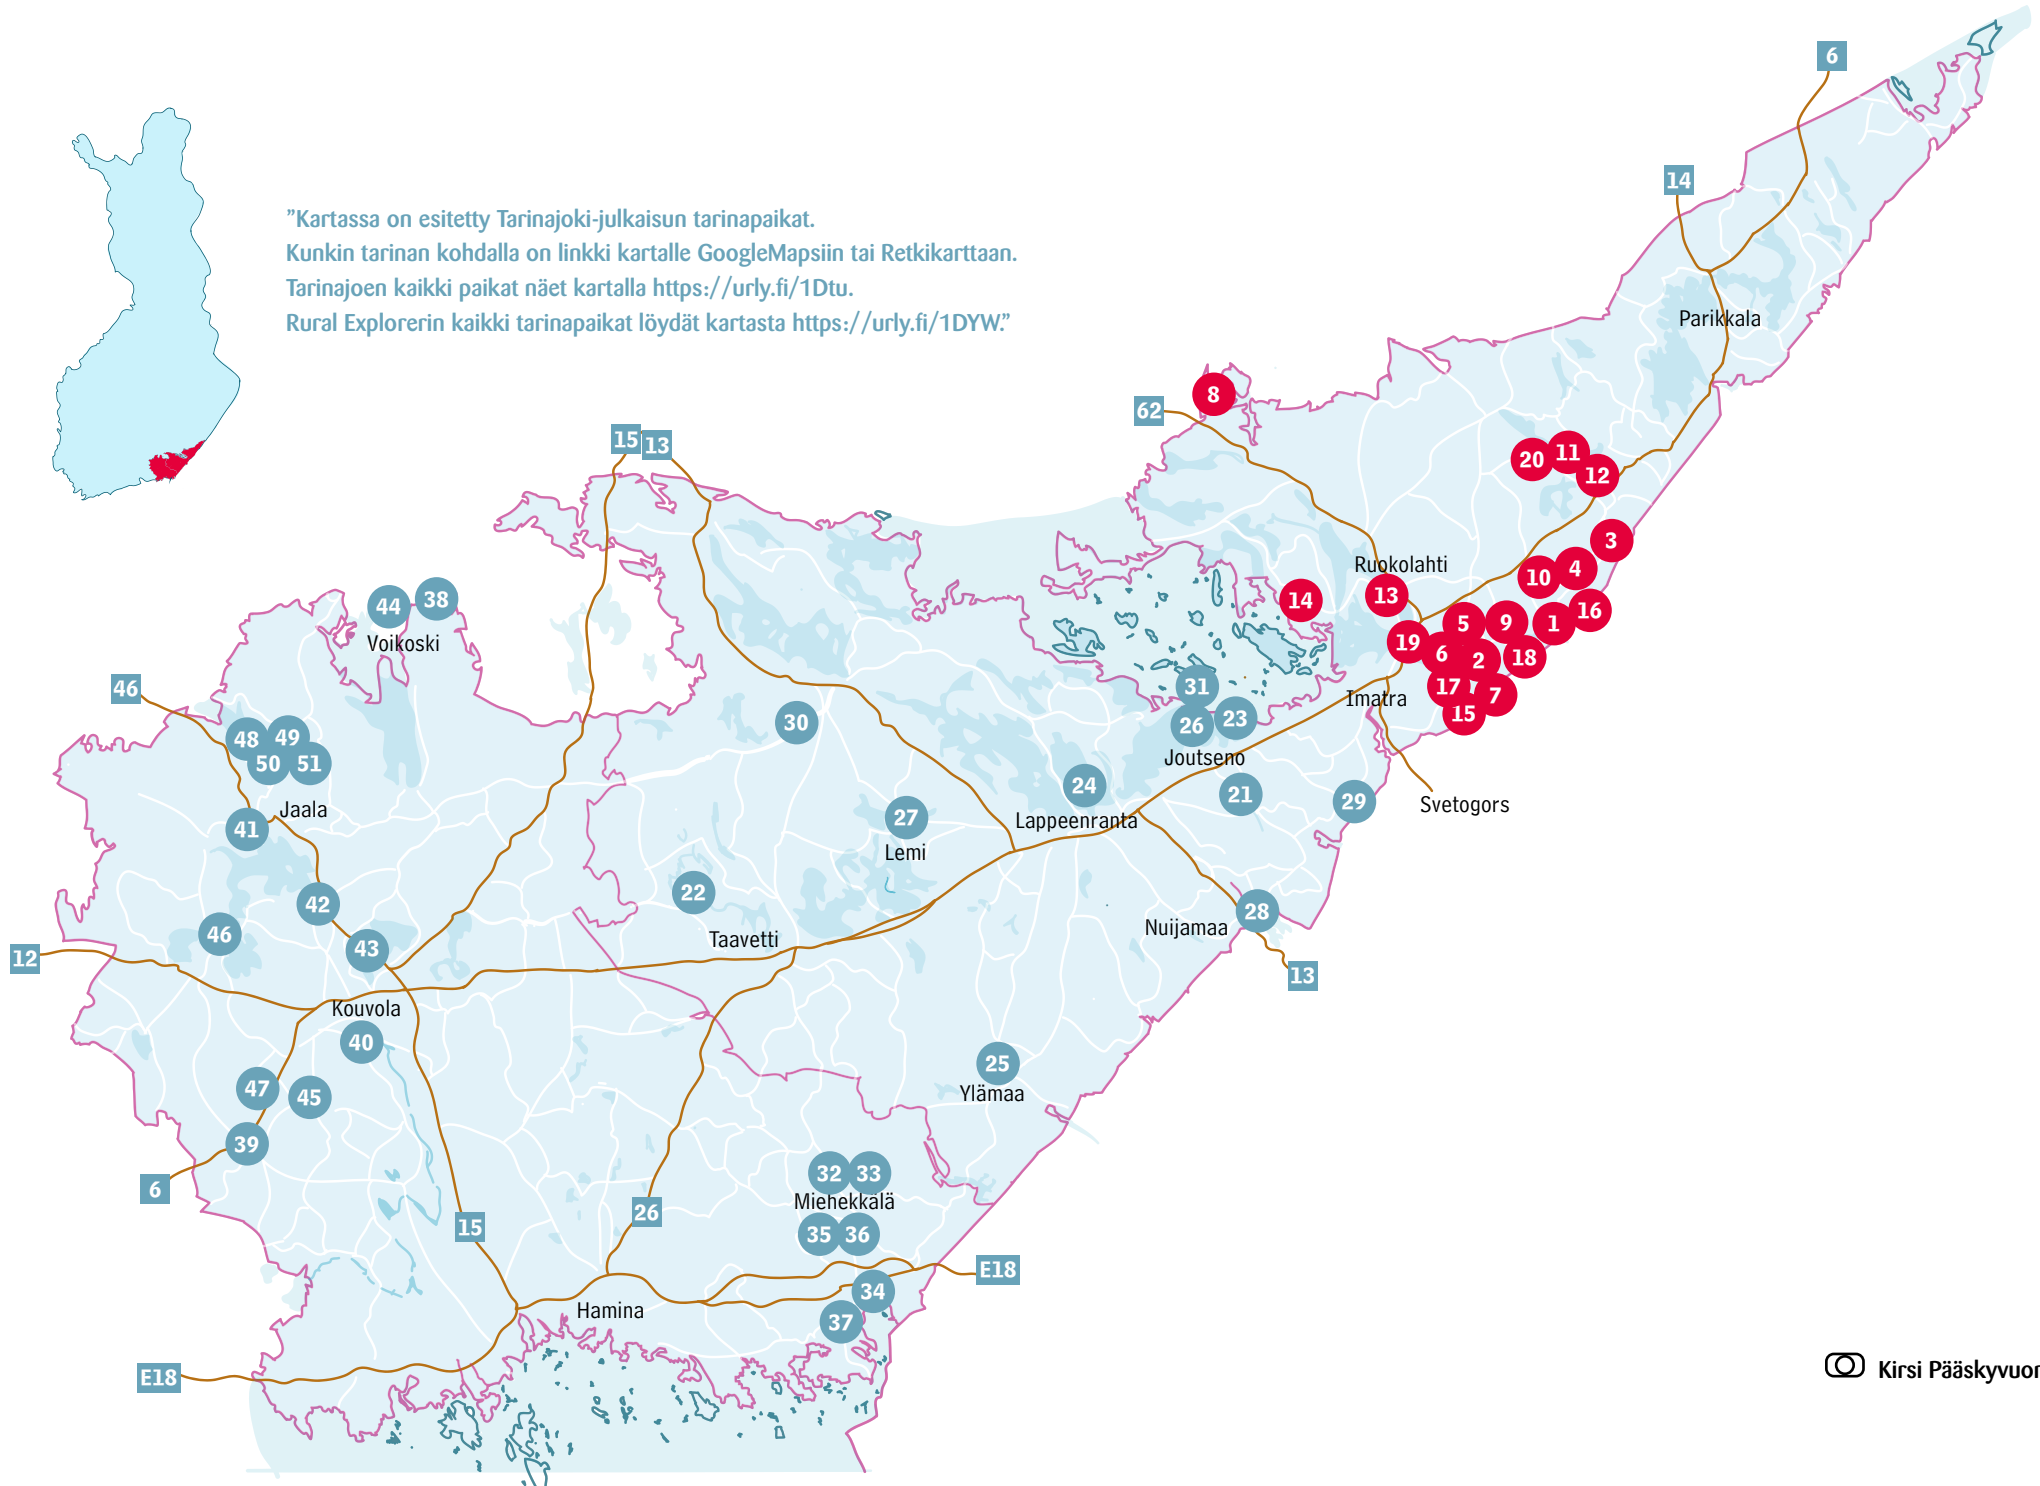 6
14
”Kartassa on esitetty Tarinajoki-julkaisun tarinapaikat.
Kunkin tarinan kohdalla on linkki kartalle GoogleMapsiin tai Retkikarttaan.
Tarinajoen kaikki paikat näet kartalla https://urly.fi/1Dtu.
Rural Explorerin kaikki tarinapaikat löydät kartasta https://urly.fi/1DYW.”
Parikkala
8
62
15 13
20 11
12
3
Ruokolahti
10 4
13
14
16
44 38
5 9 1
Voikoski
19
6 2 18
46
31
17 7
Imatra
15
26 23
30
48 49
50 51
Joutseno
24
21
29
Jaala
Svetogors
27
Lappeenranta
41
Lemi
22
42
28
Nuijamaa
46
Taavetti
43
12
13
Kouvola
40
25
47
45
Ylämaa
39
32 33
6
Miehekkälä
26
15
35 36
E18
34
Hamina
37
E18
Kirsi Pääskyvuor